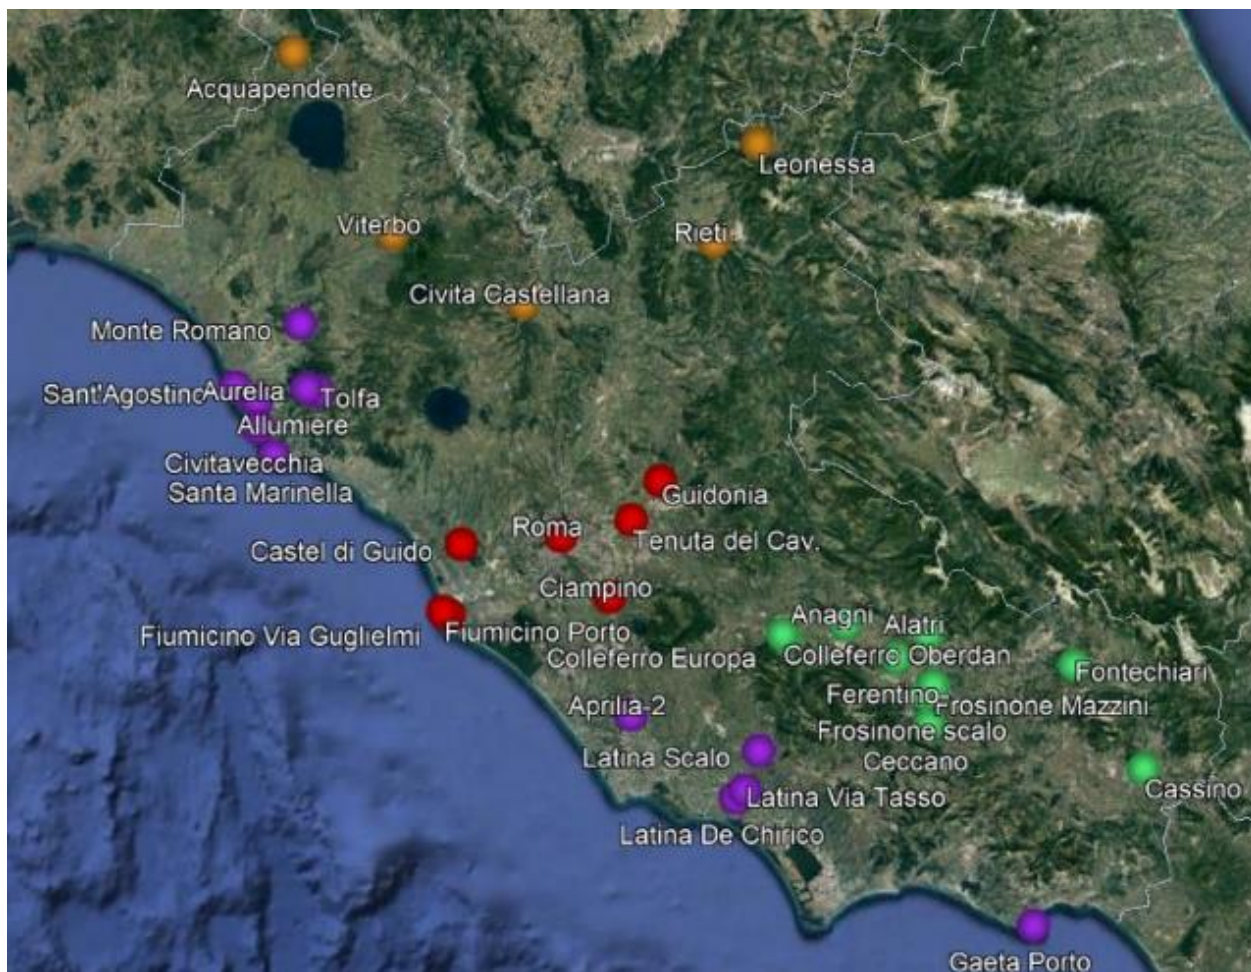 Acquapendente
Leonessa
Viterbo
Rieti
Civita Castellana
Monte Romano
Sant'Agostino
Aurelia
Tolfa
Allumiere
Civitavecchia
Santa Marinella
Guidonia
Roma
Tenuta del Cav.
Castel di Guido
Ciampino
Anagni
Alatri
Fiumicino Via Guglielmi
Fiumicino Porto
Colleferro Europa
Colleferro Oberdan
Fontechiari
Ferentino
Frosinone Mazzini
Aprilia-2
Frosinone scalo
Latina Scalo
Ceccano
Cassino
Latina Via Tasso
Latina De Chirico
Gaeta Porto